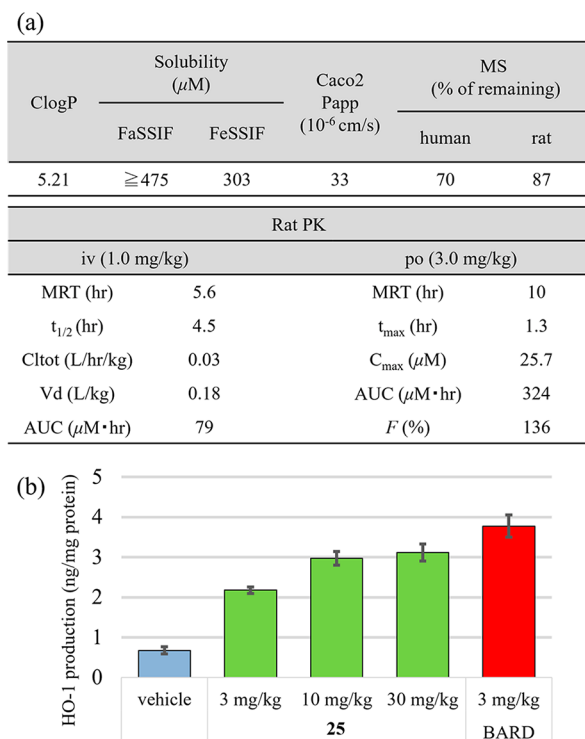 (a)
ClogP Solubility (μM) Caco2 Papp (10⁻⁶ cm/s) MS (% of remaining)
FaSSIF FeSSIF human rat
5.21 ≧475 303 33 70 87
Rat PK
iv (1.0 mg/kg) po (3.0 mg/kg)
MRT (hr) 5.6 MRT (hr) 10
t1/2 (hr) 4.5 tmax (hr) 1.3
Cltot (L/hr/kg) 0.03 Cmax (μM) 25.7
Vd (L/kg) 0.18 AUC (μM・hr) 324
AUC (μM・hr) 79 F (%) 136
(b)
HO-1 production (ng/mg protein)
5
4
3
2
1
0
vehicle 3 mg/kg 10 mg/kg 30 mg/kg 3 mg/kg
25 BARD